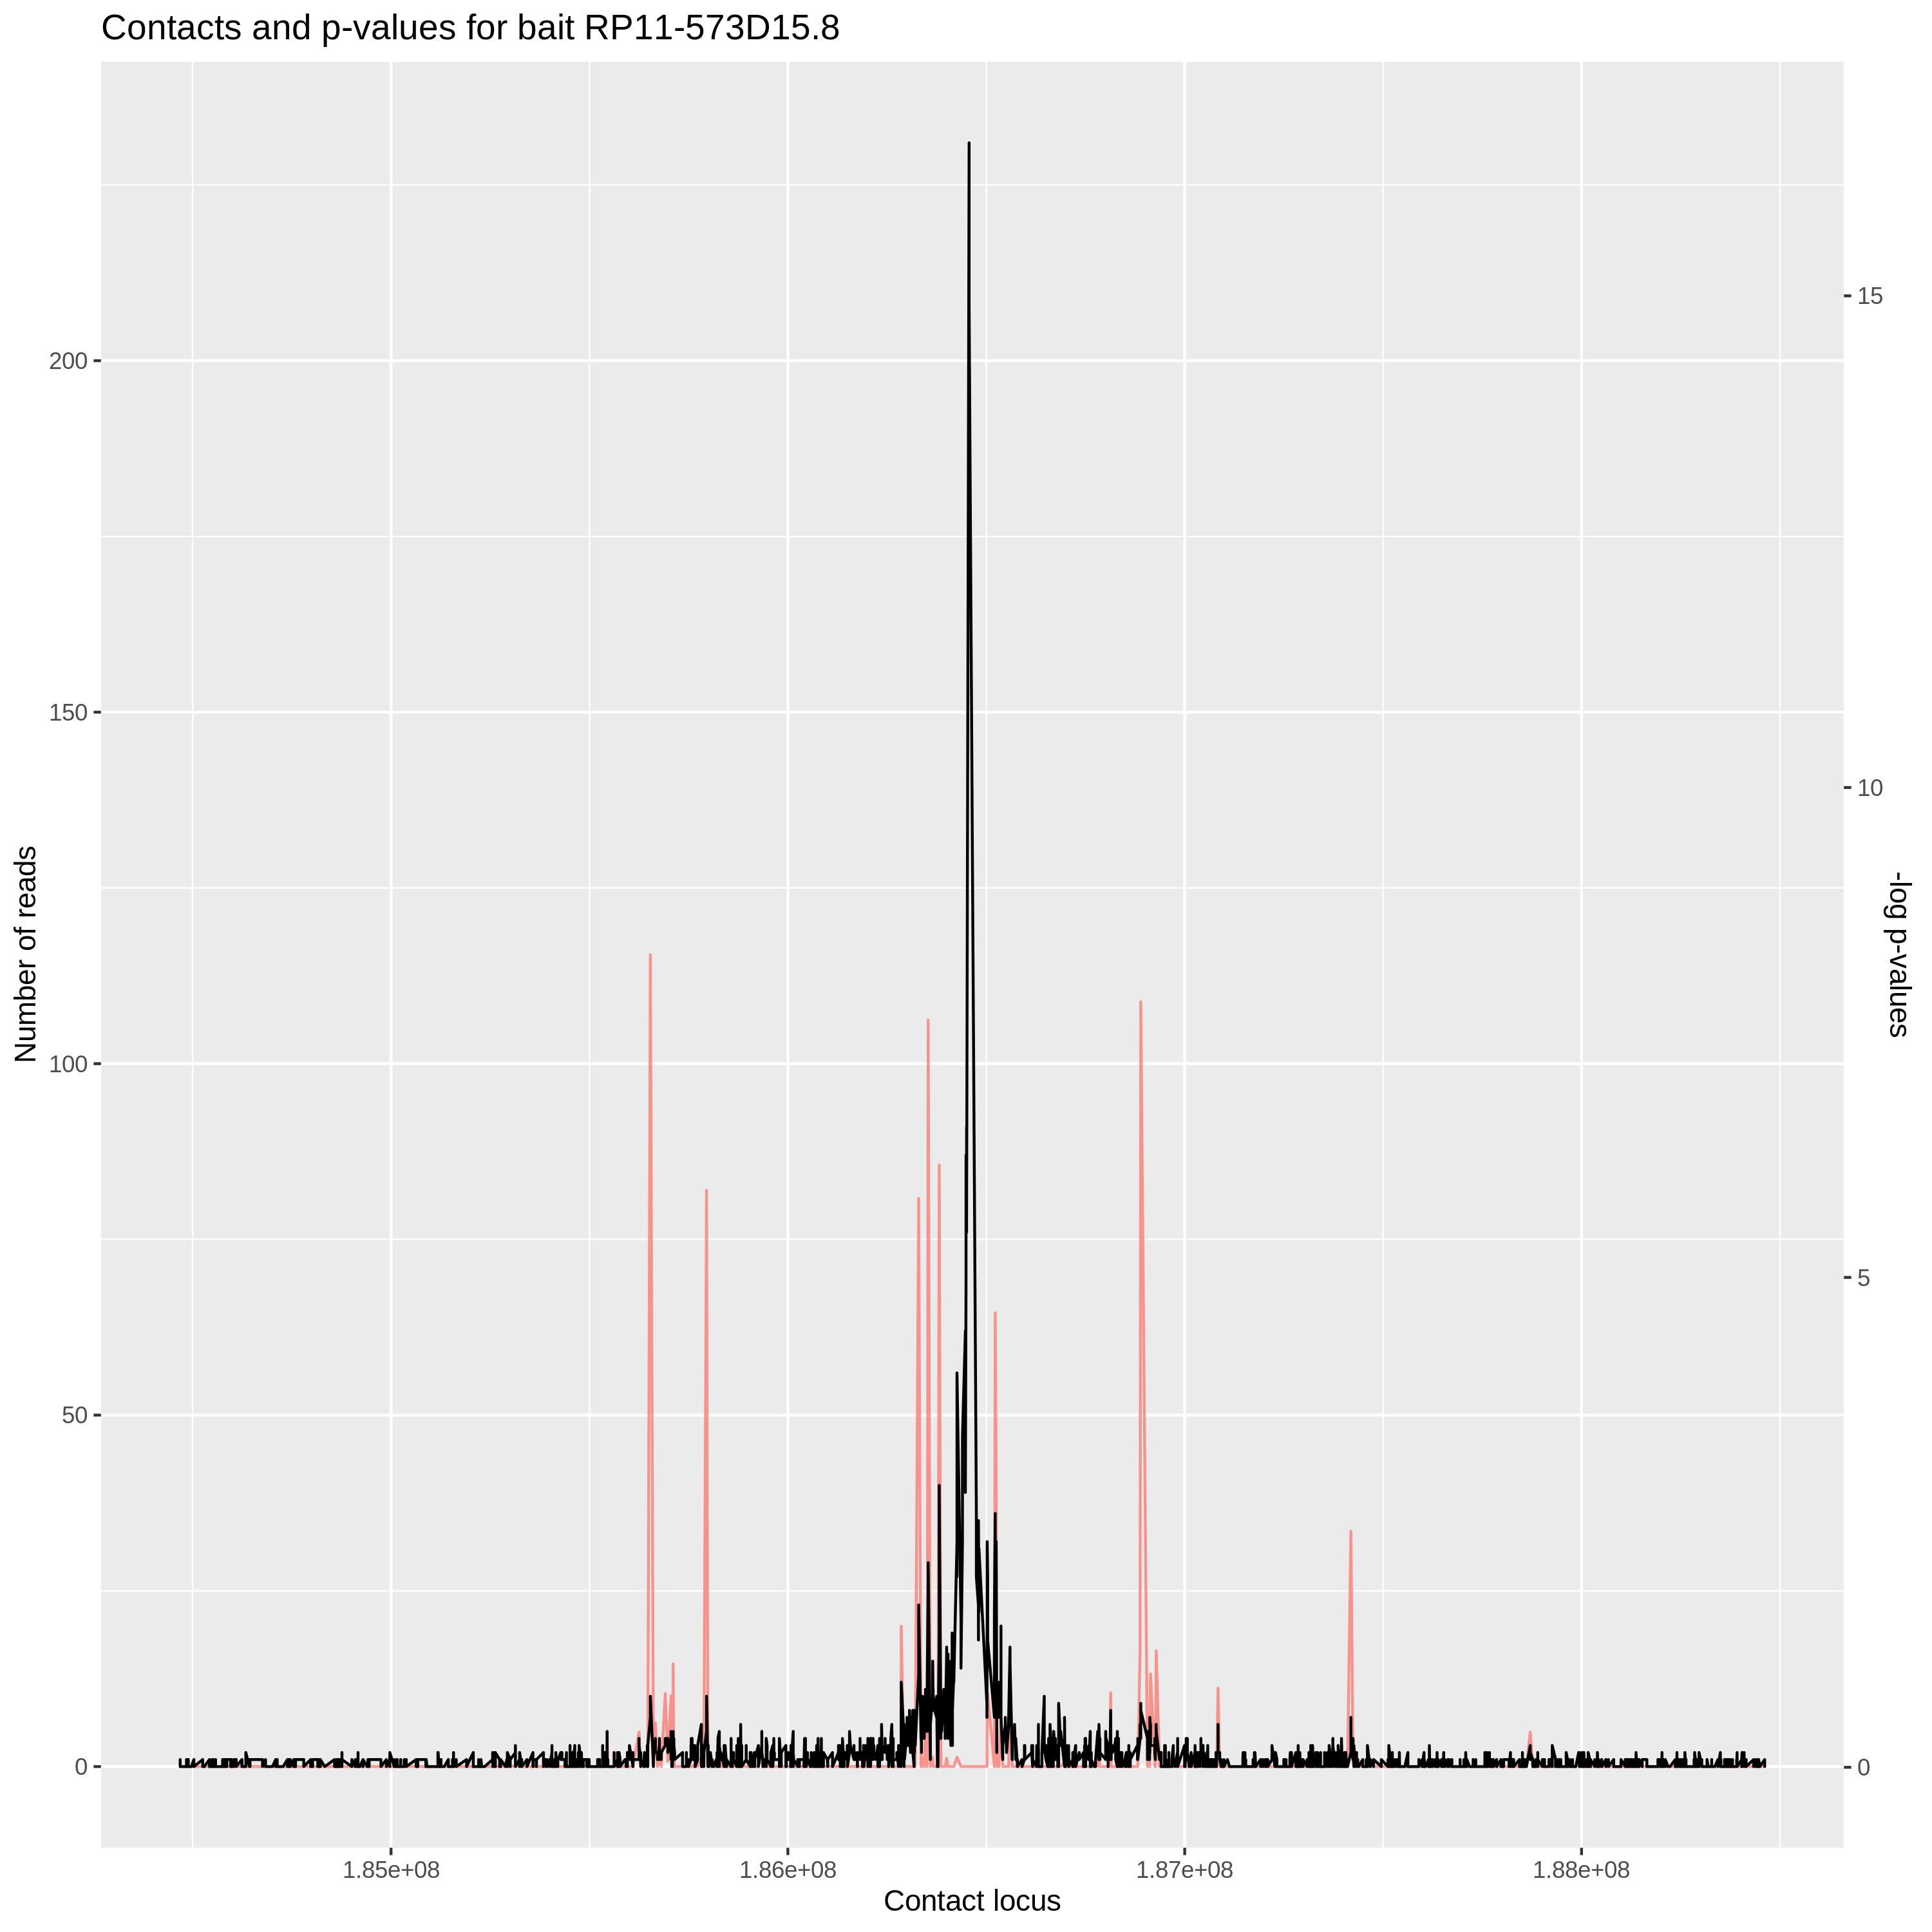 Contacts and p-values for bait RP11-573D15.8
Number of reads
200
150
100
50
0
-log p-values
15
10
5
0
1.85e+08
1.86e+08
1.87e+08
1.88e+08
Contact locus